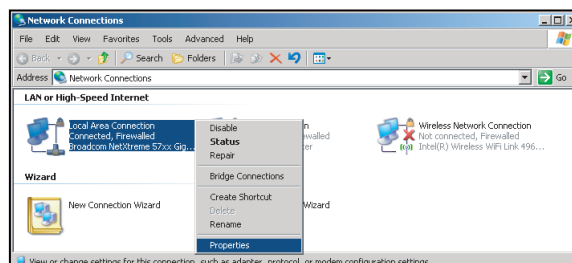 Network Connections
File Edit View Favorites Tools Advanced Help
Back Search Folders
Address Network Connections Go
LAN or High-Speed Internet
Local Area Connection
Connected, Firewalled
Broadcom NetXtreme 57xx Gig...
Disable
Status
Repair
Bridge Connections
Create Shortcut
Delete
Rename
Properties
Wireless Network Connection
Not connected, Firewalled
Intel(R) Wireless WiFi Link 496...
Wizard
New Connection Wizard
Wizard
View or change settings for this connection, such as adapter, protocol, or modem configuration settings.